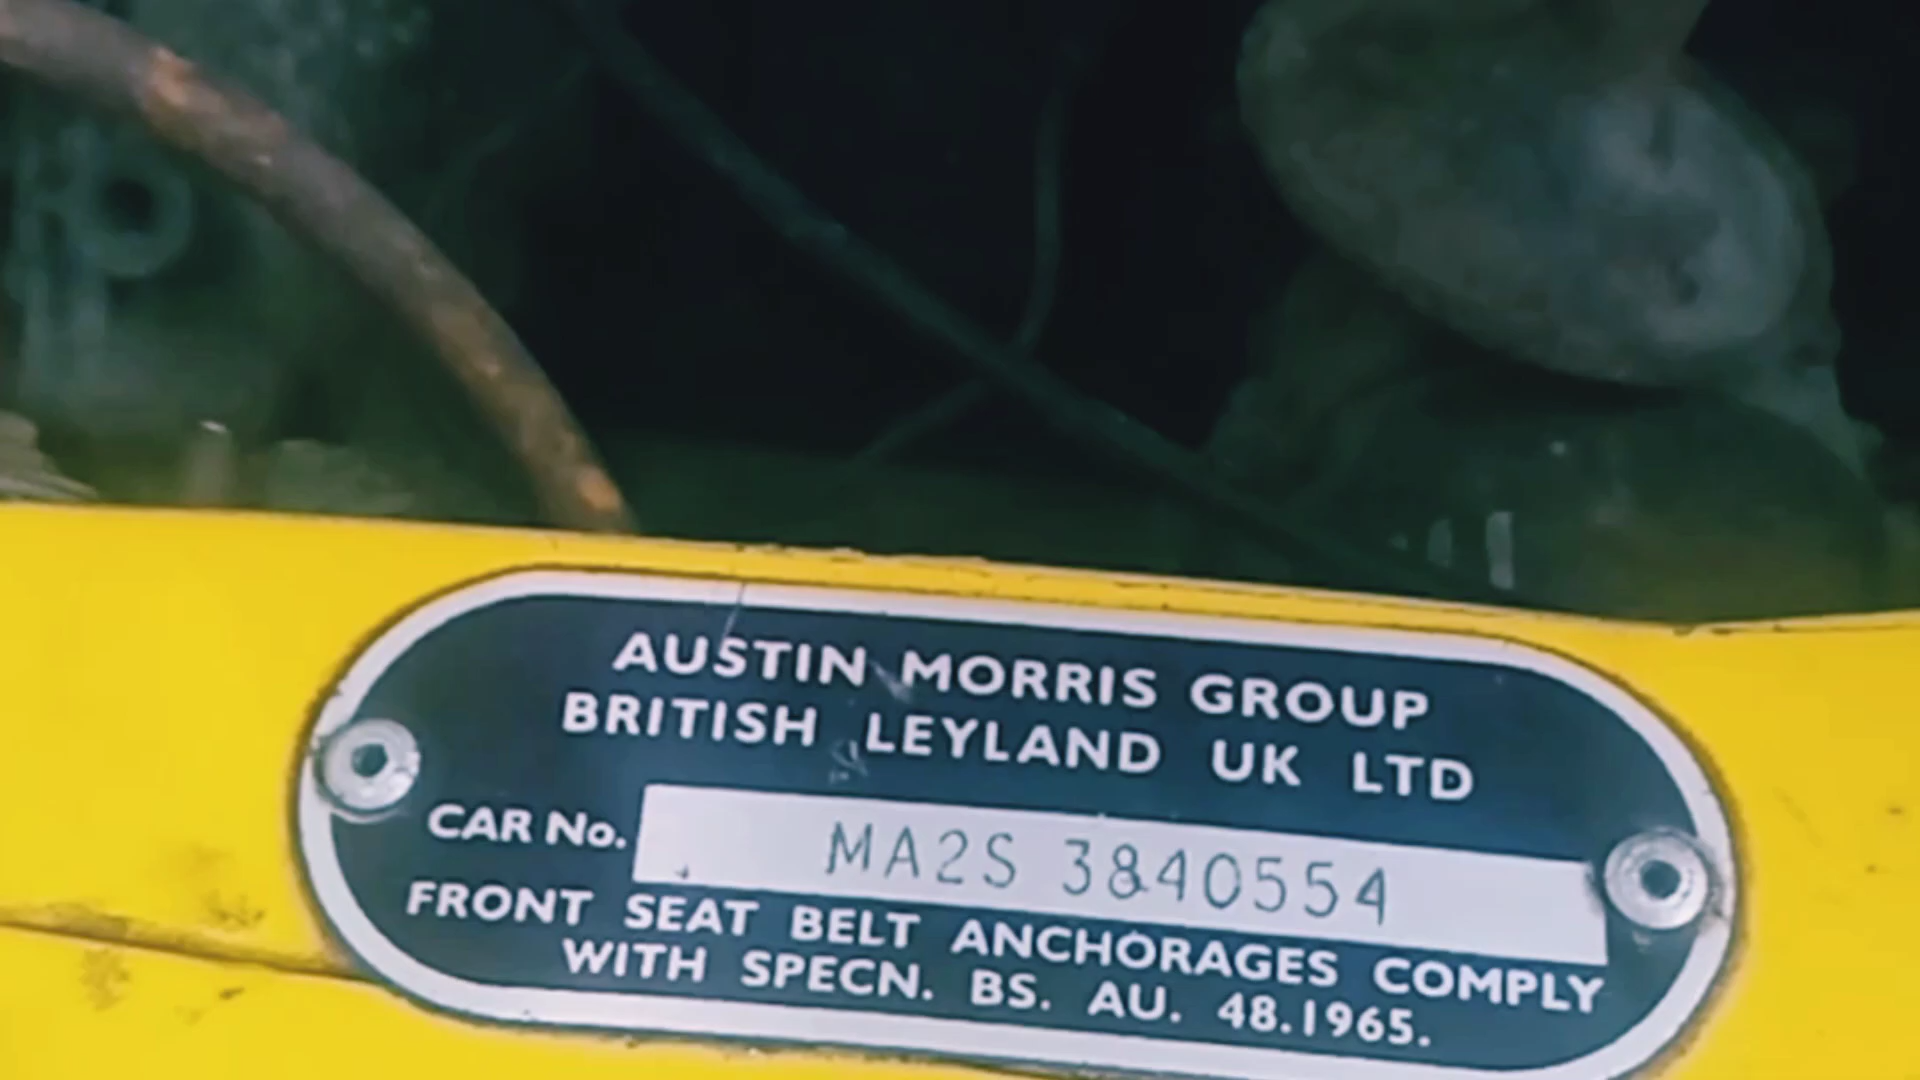 AUSTIN MORRIS GROUP
BRITISH LEYLAND UK LTD
CAR No. MA2S 3840554
FRONT SEAT BELT ANCHORAGES COMPLY
WITH SPECN. BS. AU. 48.1965.